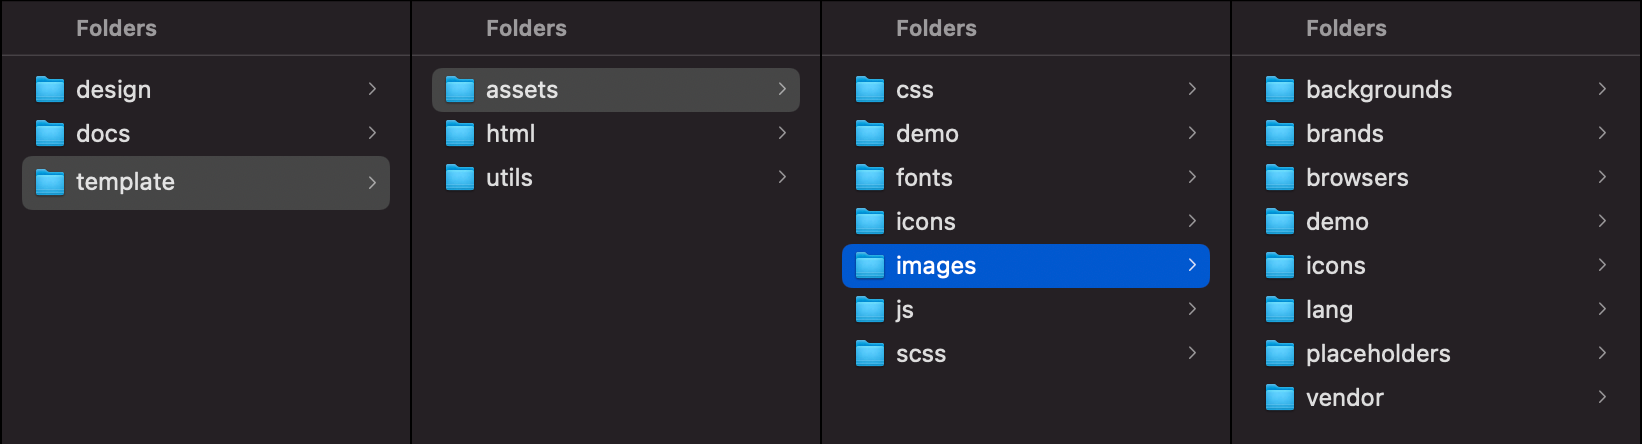 Folders
design
docs
template
Folders
assets
html
utils
Folders
css
demo
fonts
icons
images
js
scss
Folders
backgrounds
brands
browsers
demo
icons
lang
placeholders
vendor